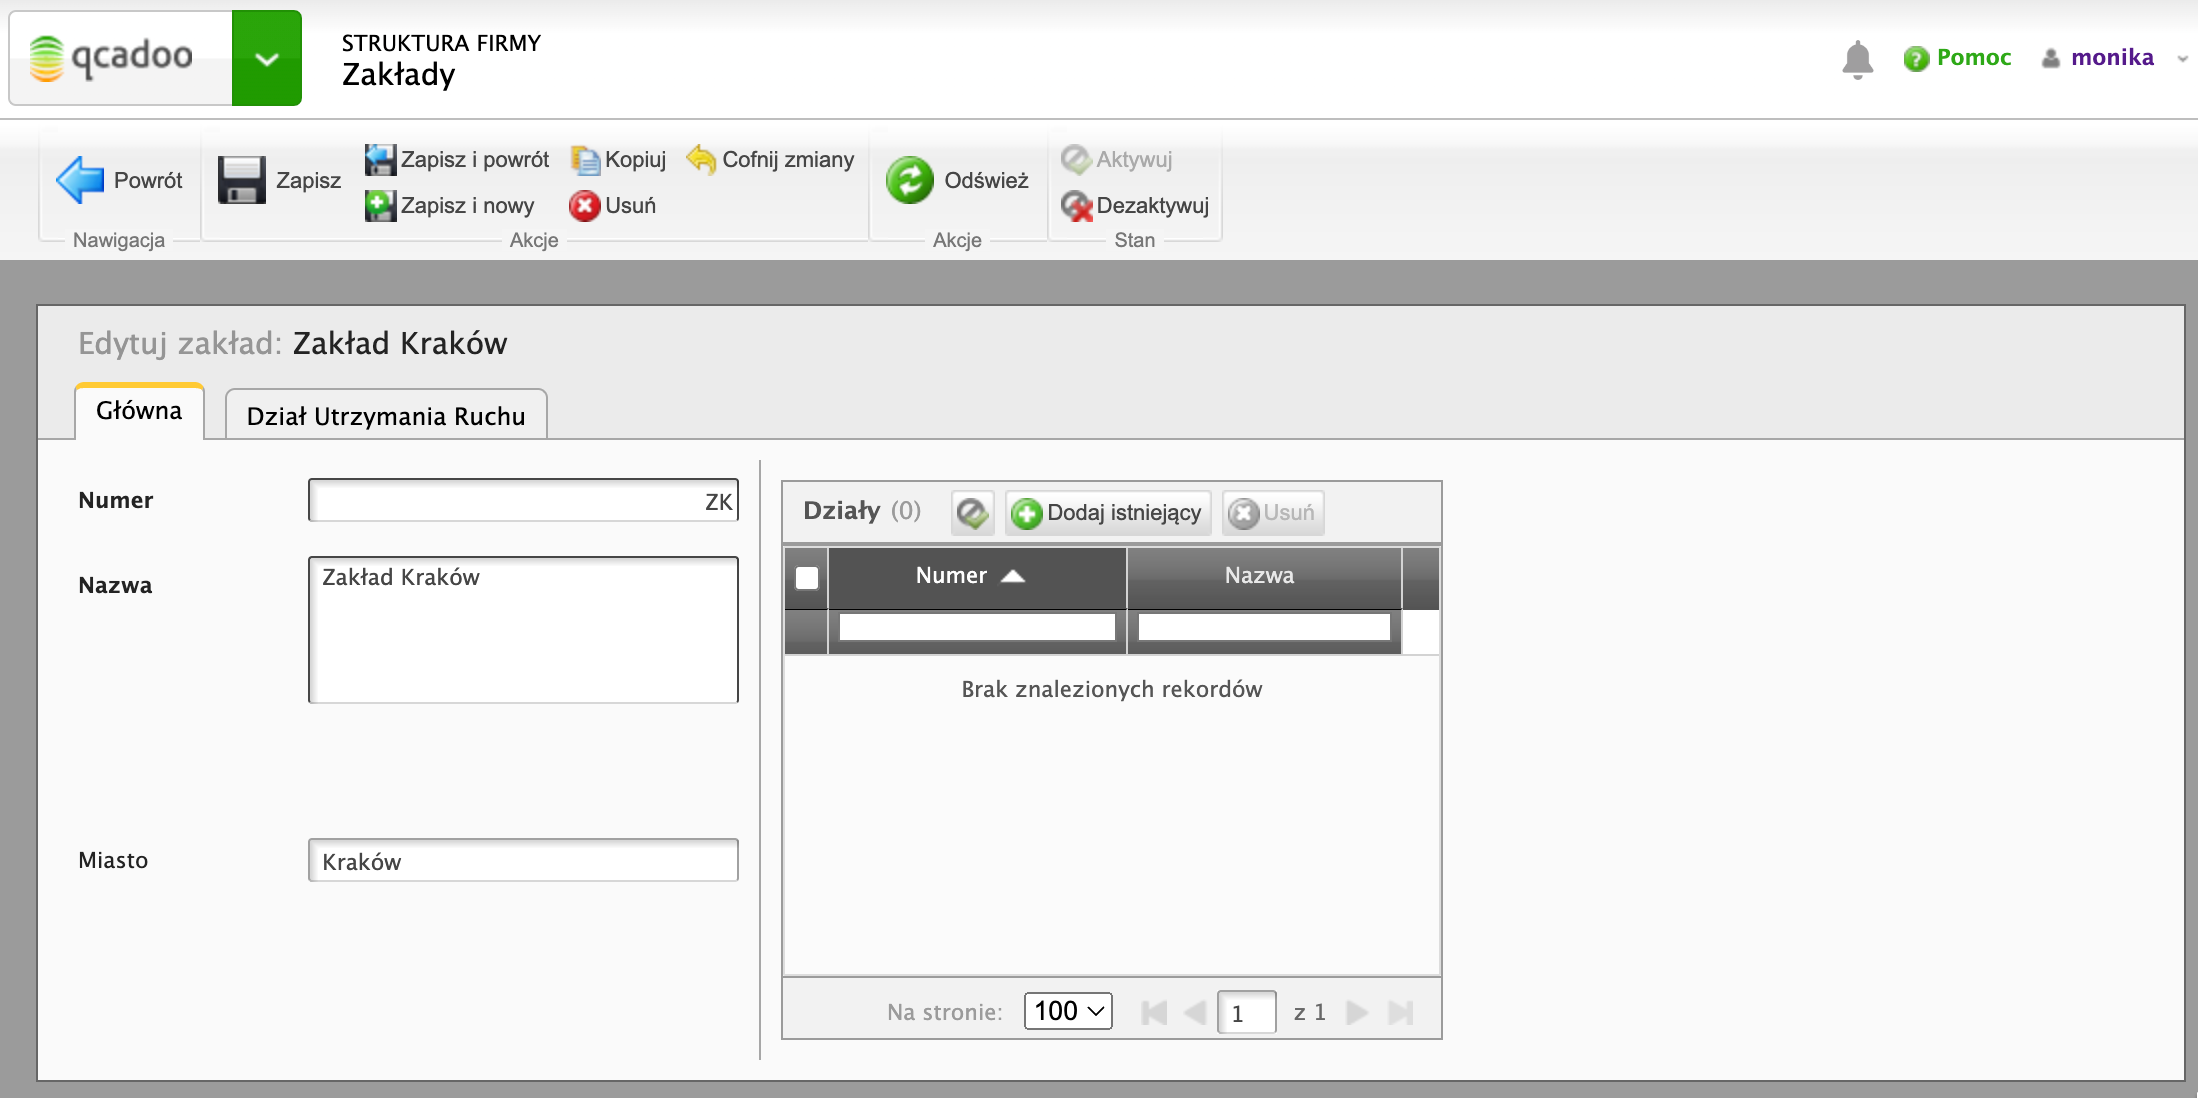 qcadoo
STRUKTURA FIRMY
Zakłady
Pomoc
monika
Powrót
Nawigacja
Zapisz
Zapisz i powrót
Kopiuj
Cofnij zmiany
Zapisz i nowy
Usuń
Akcje
Odśwież
Akcje
Aktywuj
Dezaktywuj
Stan
Edytuj zakład: Zakład Kraków
Główna
Dział Utrzymania Ruchu
Numer
ZK
Nazwa
Zakład Kraków
Miasto
Kraków
Działy (0)
Dodaj istniejący
Usuń
Numer
Nazwa
Brak znalezionych rekordów
Na stronie: 100
1 z 1